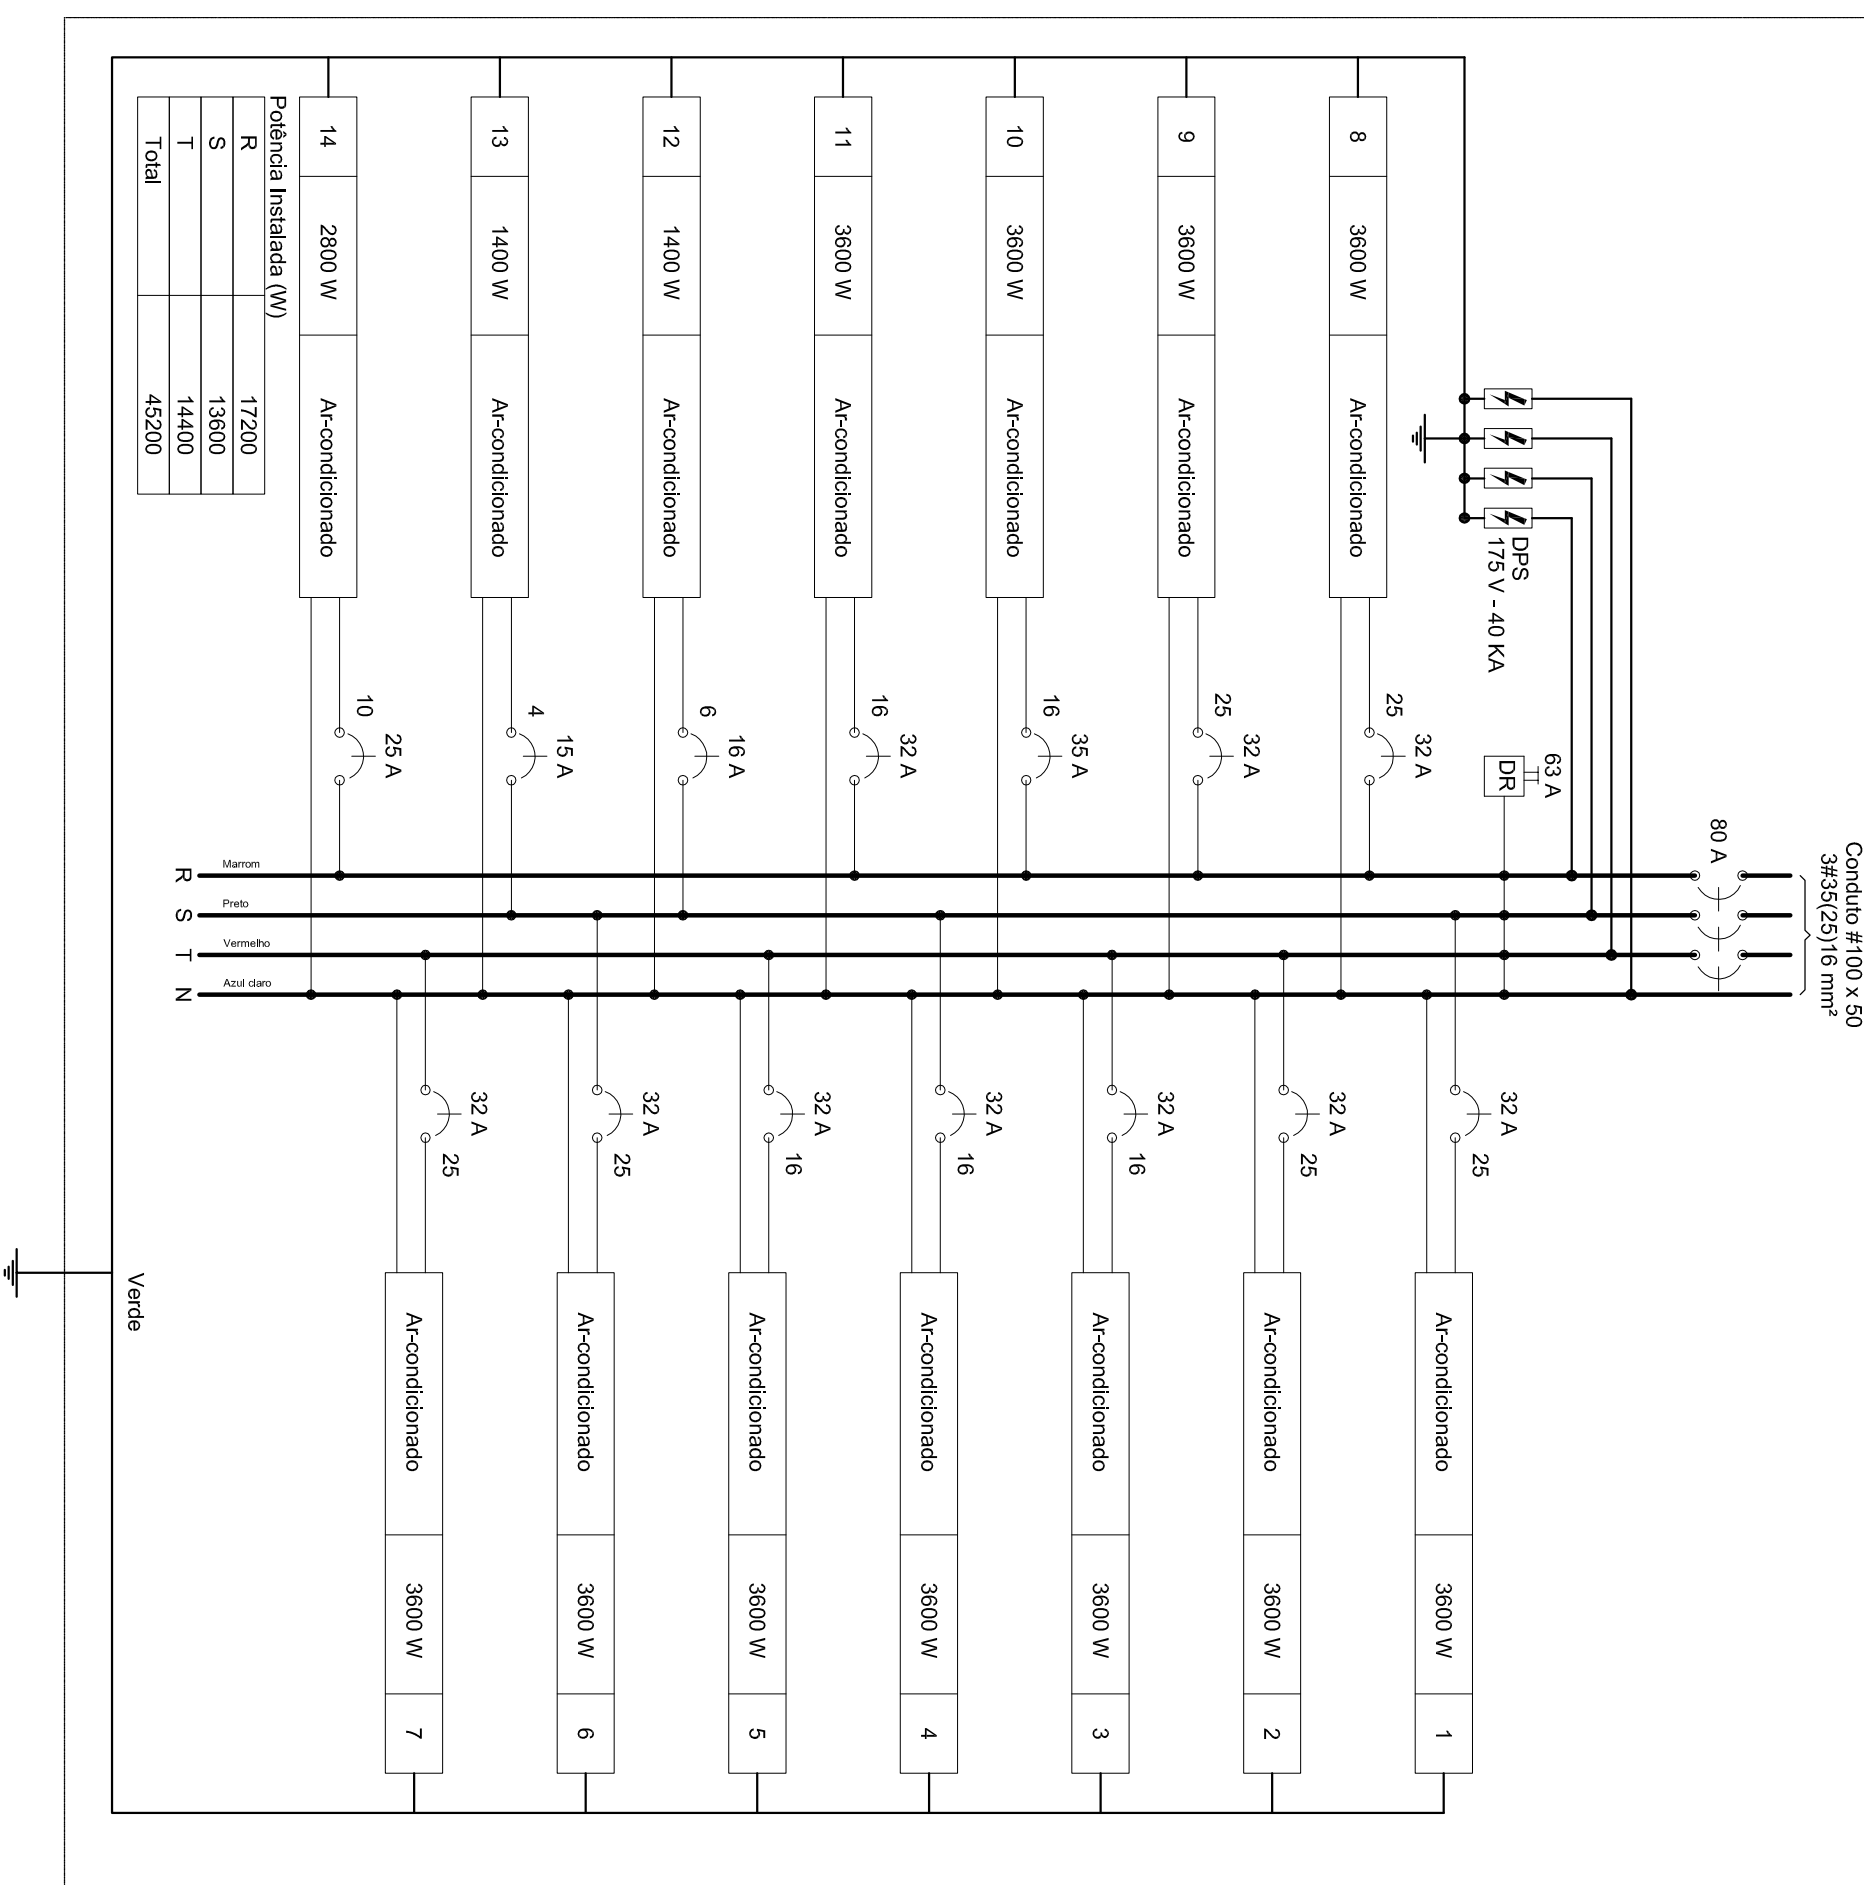 Conduto #100 x 50
3#35(25)16 mm²
80 A
63 A
DR
DPS
175 V - 40 KA
8
3600 W
Ar-condicionado
25
32 A
9
3600 W
Ar-condicionado
25
32 A
10
3600 W
Ar-condicionado
16
35 A
11
3600 W
Ar-condicionado
16
32 A
12
1400 W
Ar-condicionado
6
16 A
13
1400 W
Ar-condicionado
4
15 A
14
2800 W
Ar-condicionado
10
25 A
32 A
25
Ar-condicionado
3600 W
1
32 A
25
Ar-condicionado
3600 W
2
32 A
16
Ar-condicionado
3600 W
3
32 A
16
Ar-condicionado
3600 W
4
32 A
16
Ar-condicionado
3600 W
5
32 A
25
Ar-condicionado
3600 W
6
32 A
25
Ar-condicionado
3600 W
7
R Marrom
S Preto
T Vermelho
N Azul claro
Potência Instalada (W)
R 17200
S 13600
T 14400
Total 45200
Verde